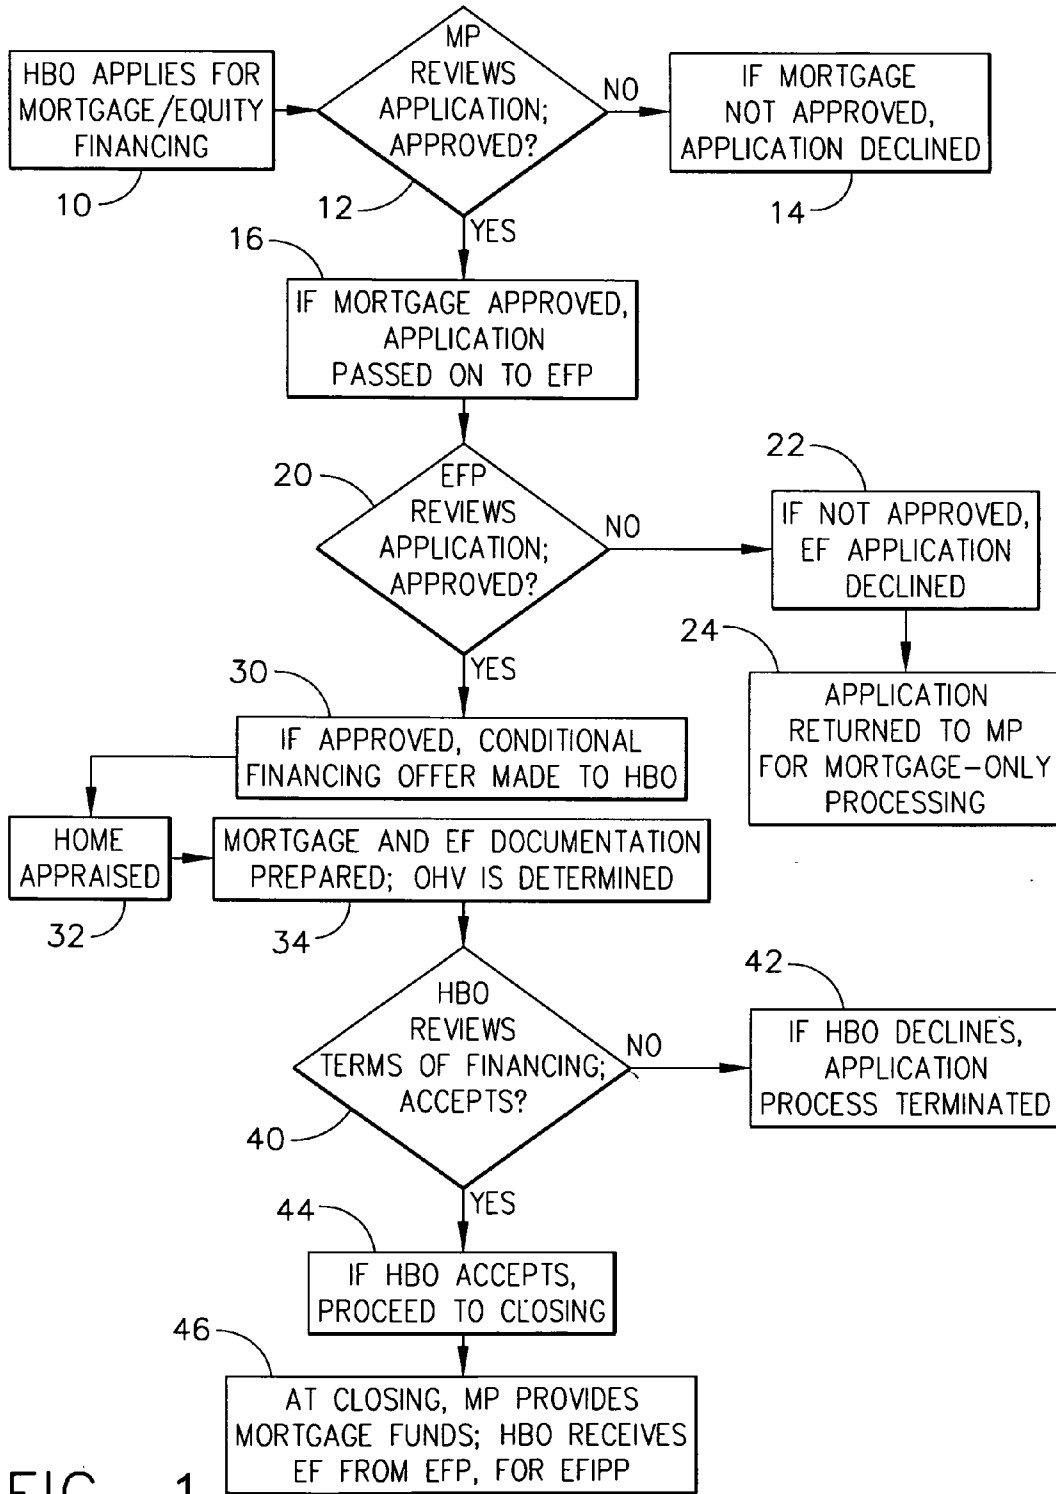 HBO APPLIES FOR
MORTGAGE/EQUITY
FINANCING
10
MP
REVIEWS
APPLICATION;
APPROVED?
12
NO
IF MORTGAGE
NOT APPROVED,
APPLICATION DECLINED
14
YES
16
IF MORTGAGE APPROVED,
APPLICATION
PASSED ON TO EFP
20
EFP
REVIEWS
APPLICATION;
APPROVED?
NO
22
IF NOT APPROVED,
EF APPLICATION
DECLINED
24
APPLICATION
RETURNED TO MP
FOR MORTGAGE-ONLY
PROCESSING
YES
30
IF APPROVED, CONDITIONAL
FINANCING OFFER MADE TO HBO
HOME
APPRAISED
32
MORTGAGE AND EF DOCUMENTATION
PREPARED; OHV IS DETERMINED
34
HBO
REVIEWS
TERMS OF FINANCING;
ACCEPTS?
40
NO
42
IF HBO DECLINES,
APPLICATION
PROCESS TERMINATED
YES
44
IF HBO ACCEPTS,
PROCEED TO CLOSING
46
AT CLOSING, MP PROVIDES
MORTGAGE FUNDS; HBO RECEIVES
EF FROM EFP, FOR EFIPP
FIG. 1